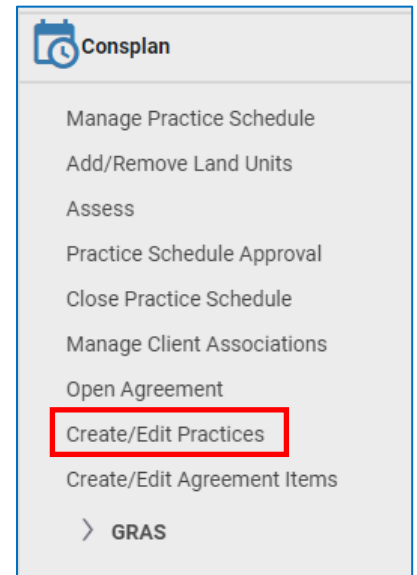 Consplan
Manage Practice Schedule
Add/Remove Land Units
Assess
Practice Schedule Approval
Close Practice Schedule
Manage Client Associations
Open Agreement
Create/Edit Practices
Create/Edit Agreement Items
GRAS